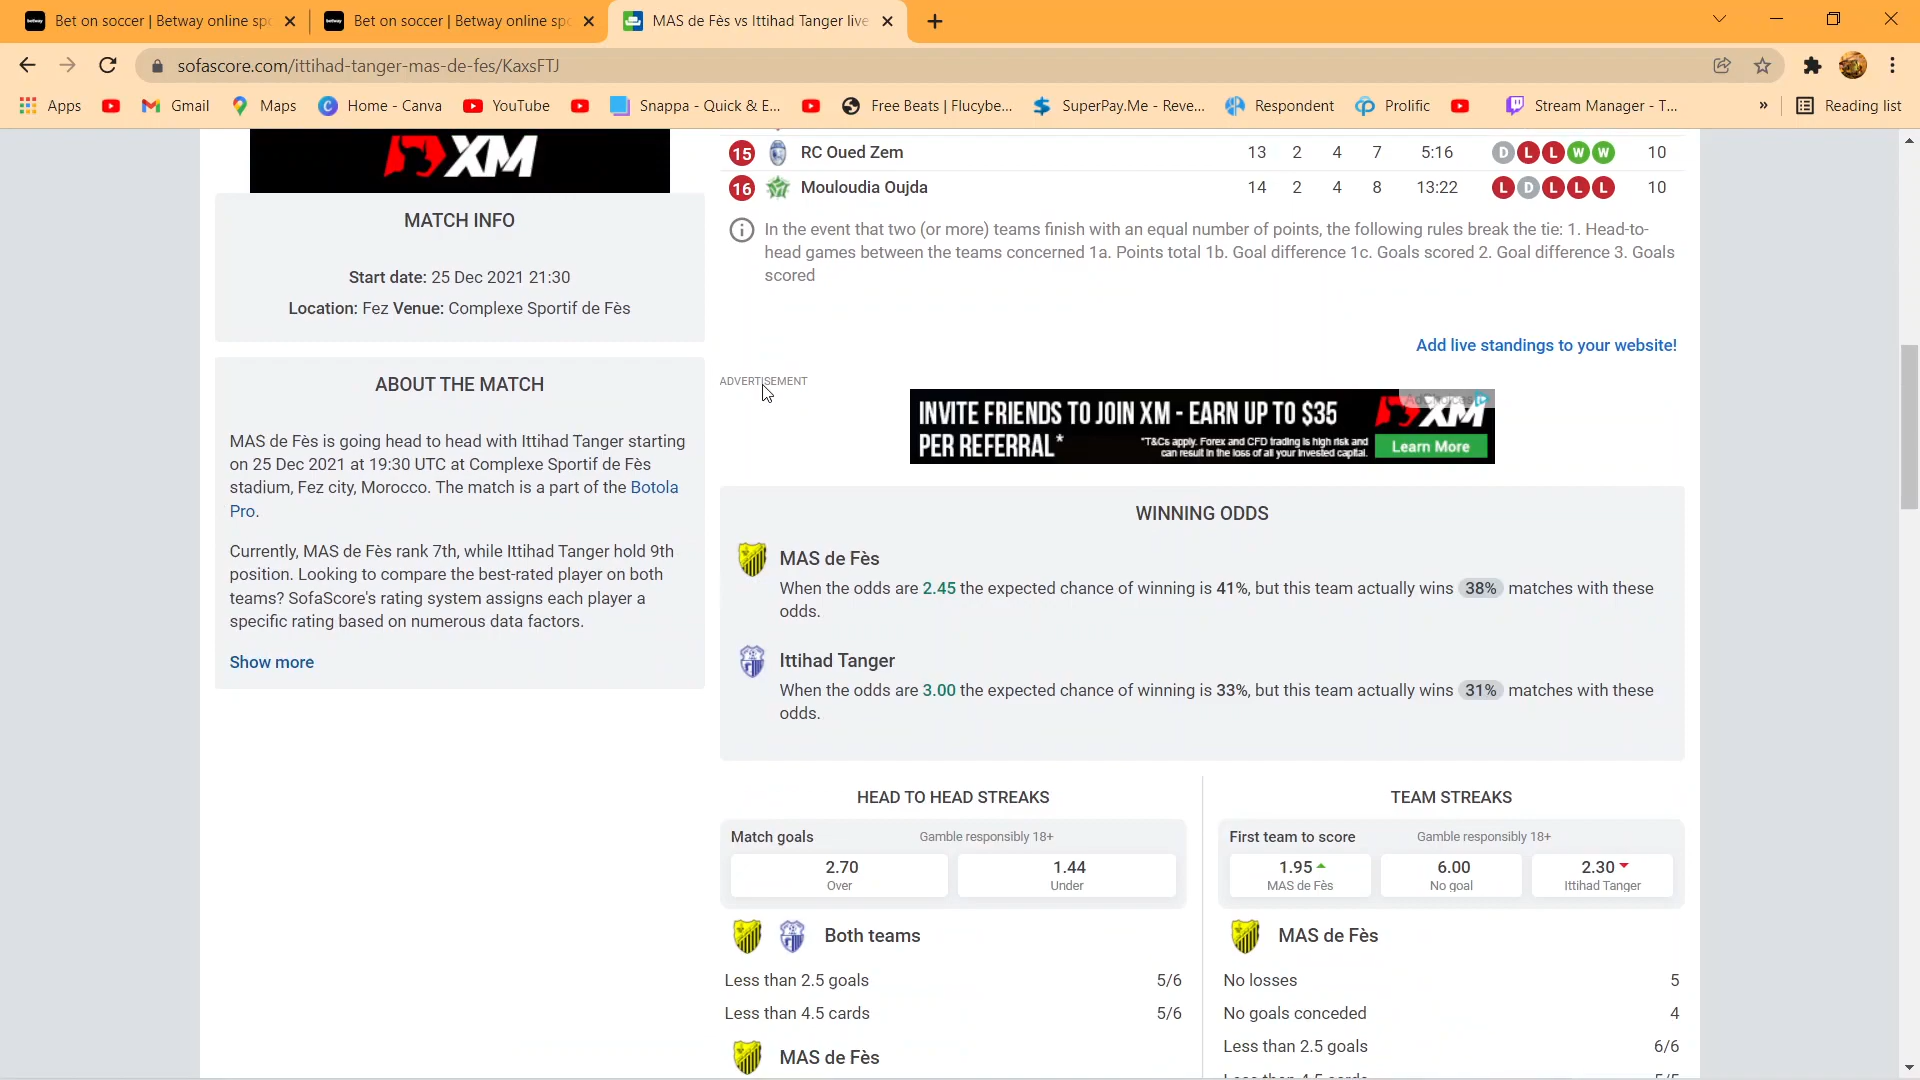 Bet on soccer | Betway online spo
Bet on soccer | Betway online spo
MAS de Fès vs Ittihad Tanger live
sofascore.com/ittihad-tanger-mas-de-fes/KaxsFTJ
Apps Gmail Maps Home - Canva YouTube Snappa - Quick & E... Free Beats | Flucybe... SuperPay.Me - Reve... Respondent Prolific Stream Manager - T... » Reading list
XM
MATCH INFO
Start date: 25 Dec 2021 21:30
Location: Fez Venue: Complexe Sportif de Fès
ABOUT THE MATCH
MAS de Fès is going head to head with Ittihad Tanger starting
on 25 Dec 2021 at 19:30 UTC at Complexe Sportif de Fès
stadium, Fez city, Morocco. The match is a part of the Botola
Pro.
Currently, MAS de Fès rank 7th, while Ittihad Tanger hold 9th
position. Looking to compare the best-rated player on both
teams? SofaScore's rating system assigns each player a
specific rating based on numerous data factors.
Show more
15 RC Oued Zem 13 2 4 7 5:16 D L L W W 10
16 Mouloudia Oujda 14 2 4 8 13:22 L D L L L 10
In the event that two (or more) teams finish with an equal number of points, the following rules break the tie: 1. Head-to-
head games between the teams concerned 1a. Points total 1b. Goal difference 1c. Goals scored 2. Goal difference 3. Goals
scored
Add live standings to your website!
ADVERTISEMENT
INVITE FRIENDS TO JOIN XM - EARN UP TO $35
PER REFERRAL* *T&Cs apply. Forex and CFD trading is high risk and
can result in the loss of all your invested capital.
AdChoices
XM
Learn More
WINNING ODDS
MAS de Fès
When the odds are 2.45 the expected chance of winning is 41%, but this team actually wins 38% matches with these
odds.
Ittihad Tanger
When the odds are 3.00 the expected chance of winning is 33%, but this team actually wins 31% matches with these
odds.
HEAD TO HEAD STREAKS
Match goals Gamble responsibly 18+
2.70 1.44
Over Under
Both teams
Less than 2.5 goals 5/6
Less than 4.5 cards 5/6
MAS de Fès
TEAM STREAKS
First team to score Gamble responsibly 18+
1.95 6.00 2.30
MAS de Fès No goal Ittihad Tanger
MAS de Fès
No losses 5
No goals conceded 4
Less than 2.5 goals 6/6